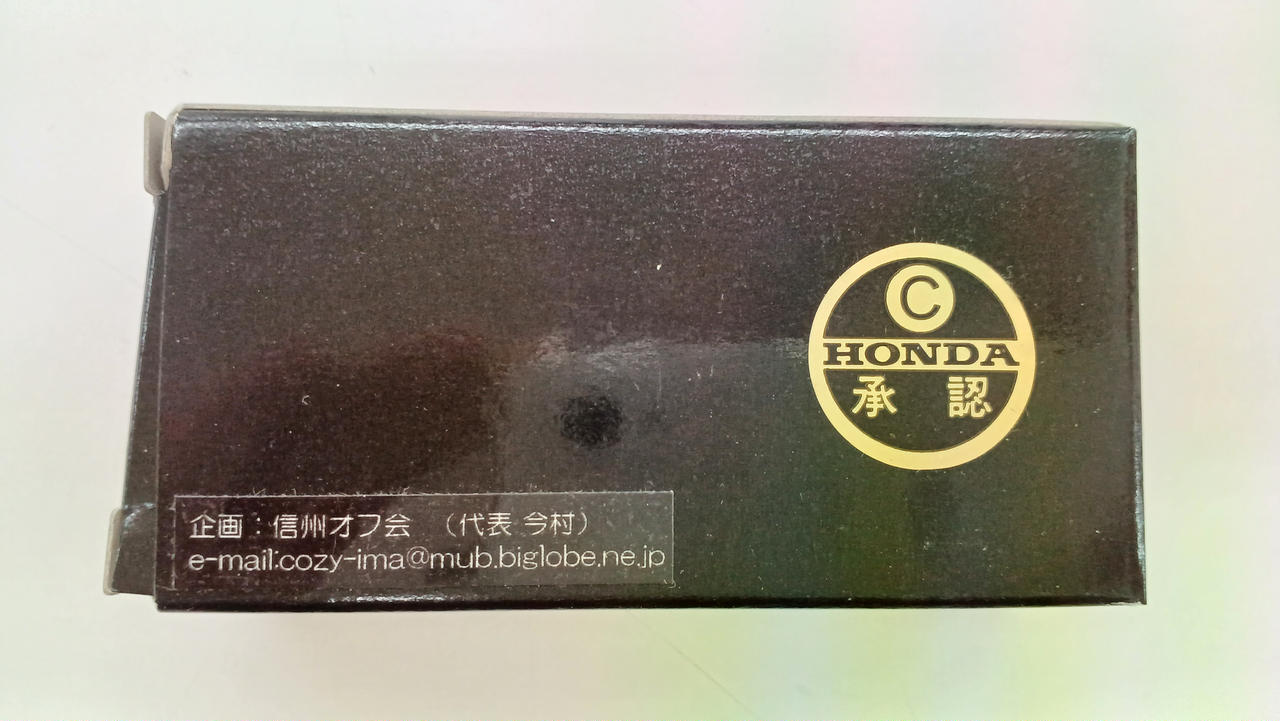 ©
HONDA
承 認
企画：信州オフ会 （代表 今村）
e-mail:cozy-ima@mub.biglobe.ne.jp